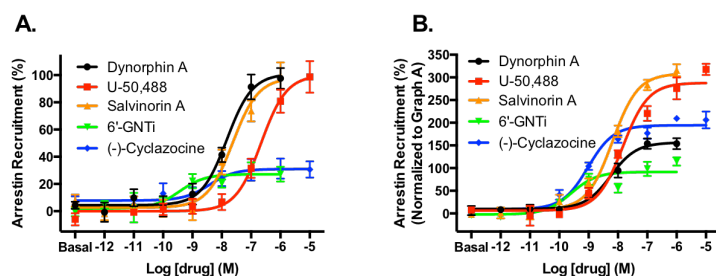 A.
Arrestin Recruitment (%)
100
80
60
40
20
0
Dynorphin A
U-50,488
Salvinorin A
6'-GNTi
(-)-Cyclazocine
Basal -12 -11 -10 -9 -8 -7 -6 -5
Log [drug] (M)
B.
Arrestin Recruitment (%)
(Normalized to Graph A)
350
300
250
200
150
100
50
0
Dynorphin A
U-50,488
Salvinorin A
6'-GNTi
(-)-Cyclazocine
Basal -12 -11 -10 -9 -8 -7 -6 -5
Log [drug] (M)